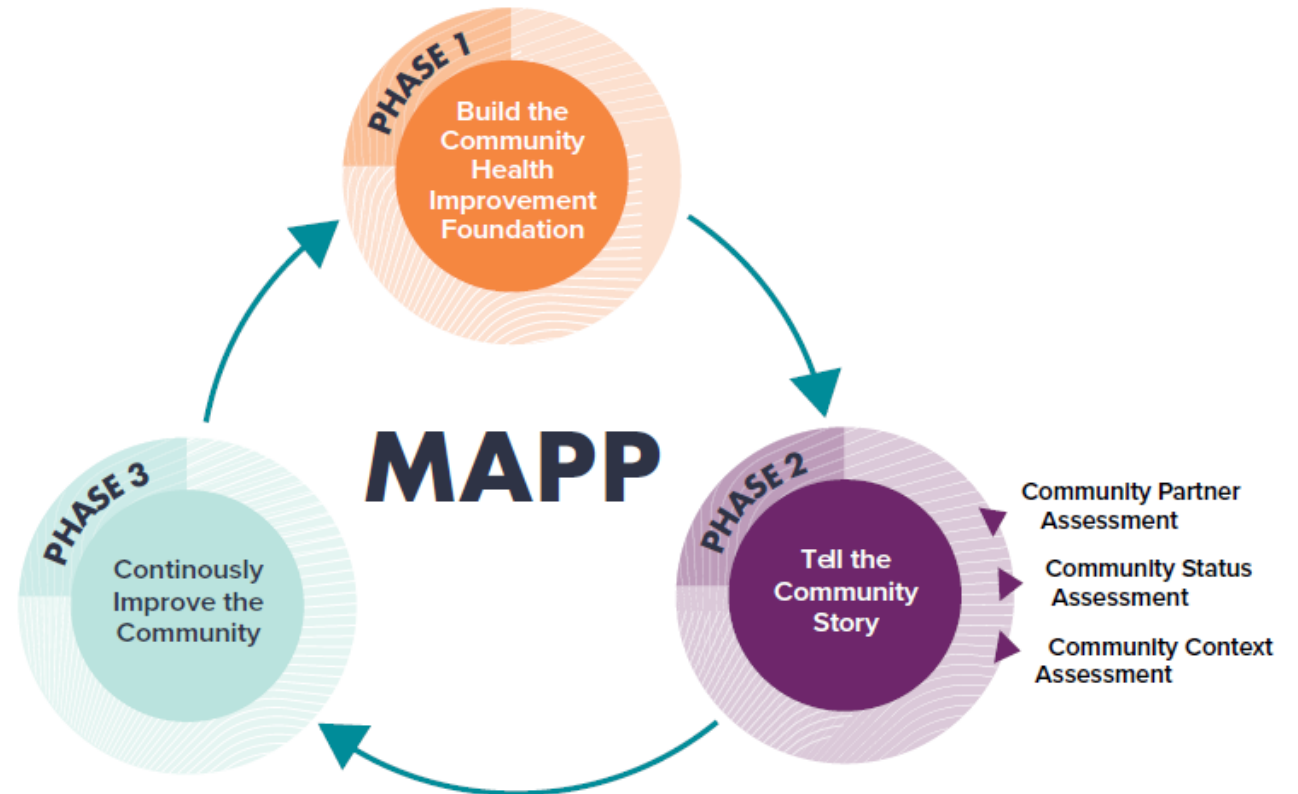 PHASE 1
Build the
Community
Health
Improvement
Foundation
MAPP
PHASE 2
Tell the
Community
Story
Community Partner
Assessment
Community Status
Assessment
Community Context
Assessment
PHASE 3
Continously
Improve the
Community